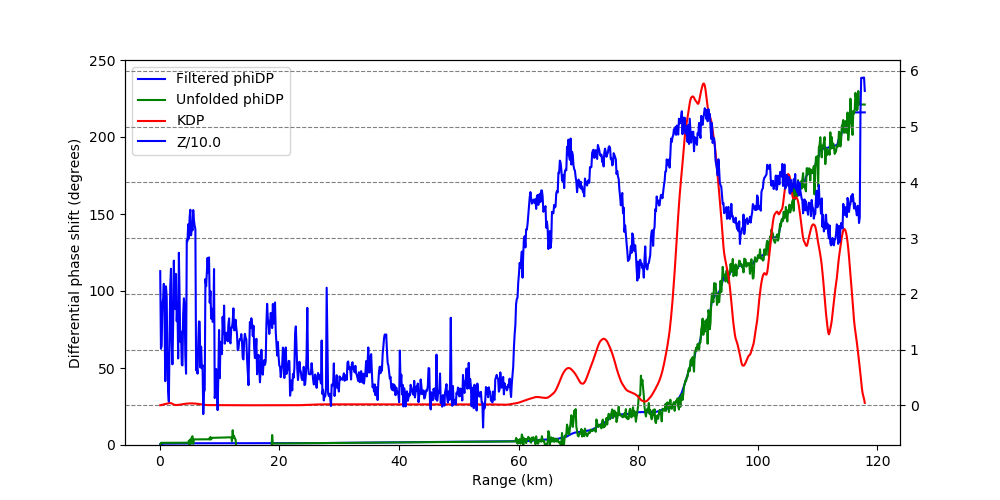 Filtered phiDP
Unfolded phiDP
KDP
Z/10.0
Differential phase shift (degrees)
250
200
150
100
50
0
6
5
4
3
2
1
0
0 20 40 60 80 100 120
Range (km)